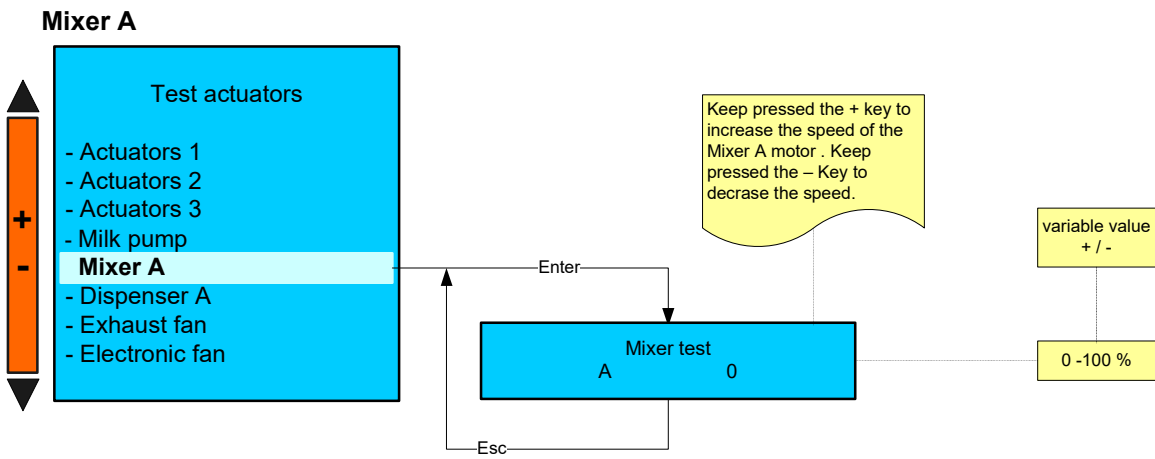 Mixer A
Test actuators
- Actuators 1
- Actuators 2
- Actuators 3
- Milk pump
Mixer A
- Dispenser A
- Exhaust fan
- Electronic fan
+
-
Enter
Esc
Keep pressed the + key to
increase the speed of the
Mixer A motor . Keep
pressed the – Key to
decrase the speed.
Mixer test
A 0
variable value
+ / -
0 -100 %